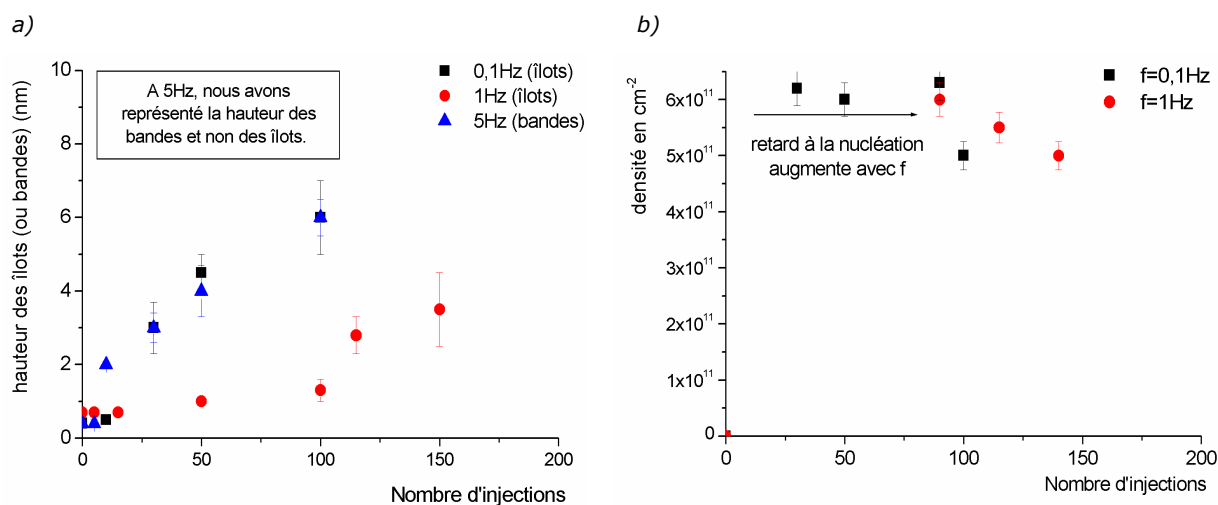 a)
hauteur des îlots (ou bandes) (nm)
10
8
6
4
2
0
A 5Hz, nous avons
représenté la hauteur des
bandes et non des îlots.
0,1Hz (îlots)
1Hz (îlots)
5Hz (bandes)
0
50
100
150
200
Nombre d'injections
b)
densité en cm-2
6x10¹¹
5x10¹¹
4x10¹¹
3x10¹¹
2x10¹¹
1x10¹¹
0
f=0,1Hz
f=1Hz
retard à la nucléation
augmente avec f
0
50
100
150
200
Nombre d'injections